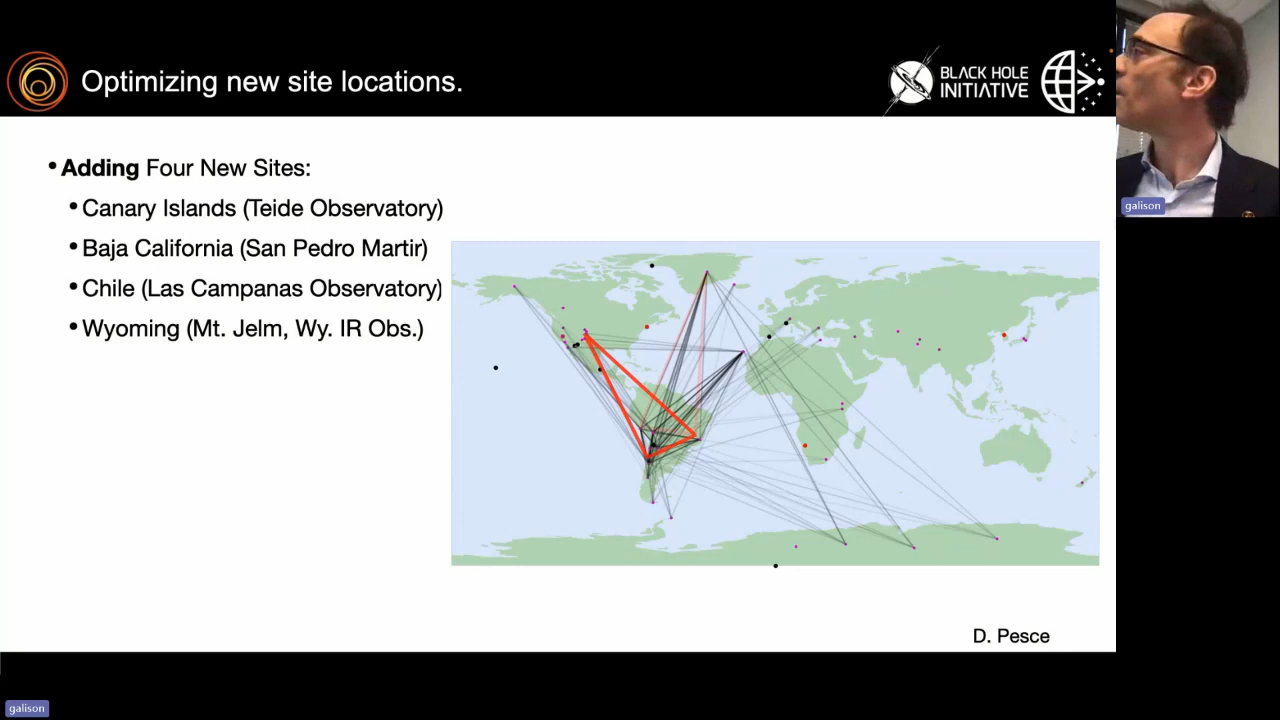 Optimizing new site locations.
BLACK HOLE
INITIATIVE
• Adding Four New Sites:
• Canary Islands (Teide Observatory)
• Baja California (San Pedro Martir)
• Chile (Las Campanas Observatory)
• Wyoming (Mt. Jelm, Wy. IR Obs.)
D. Pesce
galison
galison